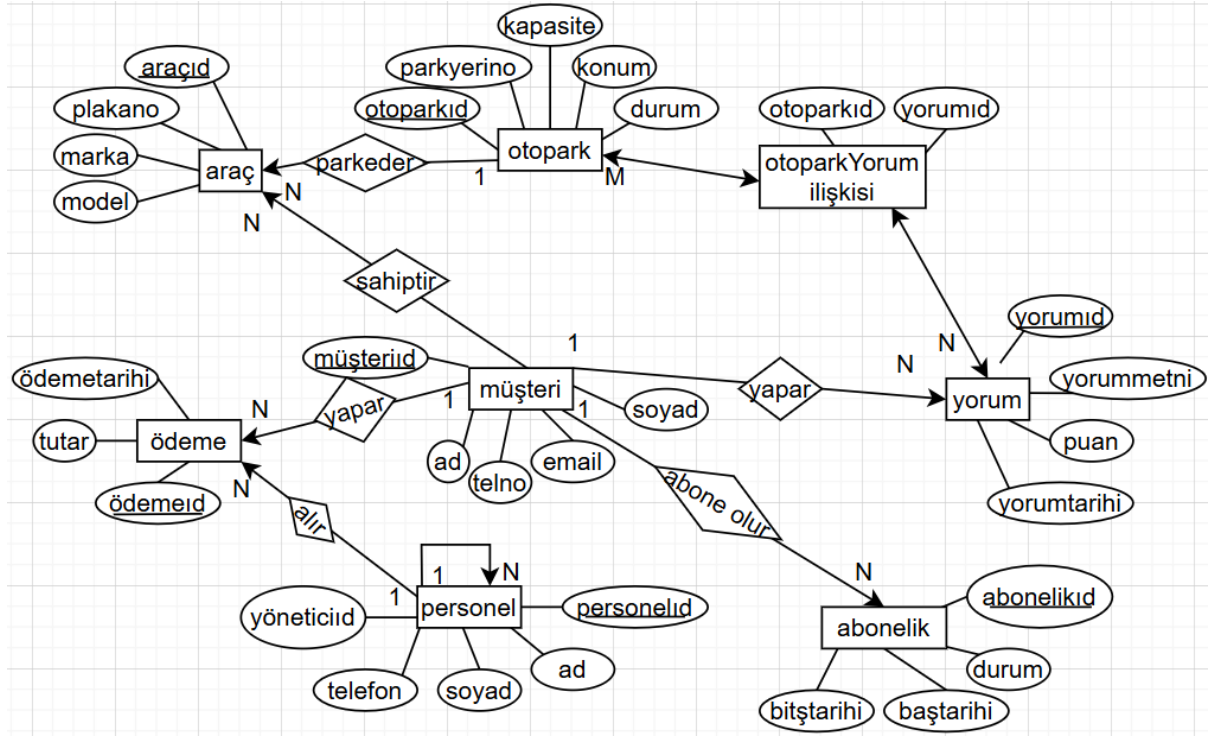 kapasite
araçıd
parkyerino
konum
plakano
otoparkıd
durum
otoparkıd
yorumıd
marka
araç
parkeder
otopark
otoparkYorum
ilişkisi
1
M
model
N
N
sahiptir
yorumıd
1
N
müşteriid
N
yorummetni
ödemetarihi
müşteri
yapar
yorum
yapar
1
1
soyad
N
tutar
ödeme
puan
ad
email
telno
N
ödemeıd
abone olur
yorumtarihi
alır
1
N
N
1
yöneticiıd
personel
personelıd
abonelikıd
abonelik
ad
durum
telefon
soyad
bitştarihi
baştarihi